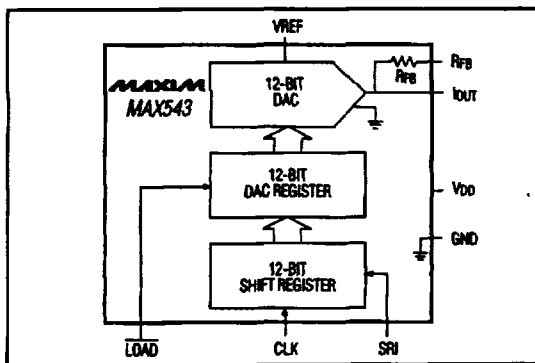 VREF
MAXIM
MAX543
12-BIT
DAC
RFB
RFB
IOUT
12-BIT
DAC REGISTER
VDD
GND
12-BIT
SHIFT REGISTER
LOAD
CLK
SRI